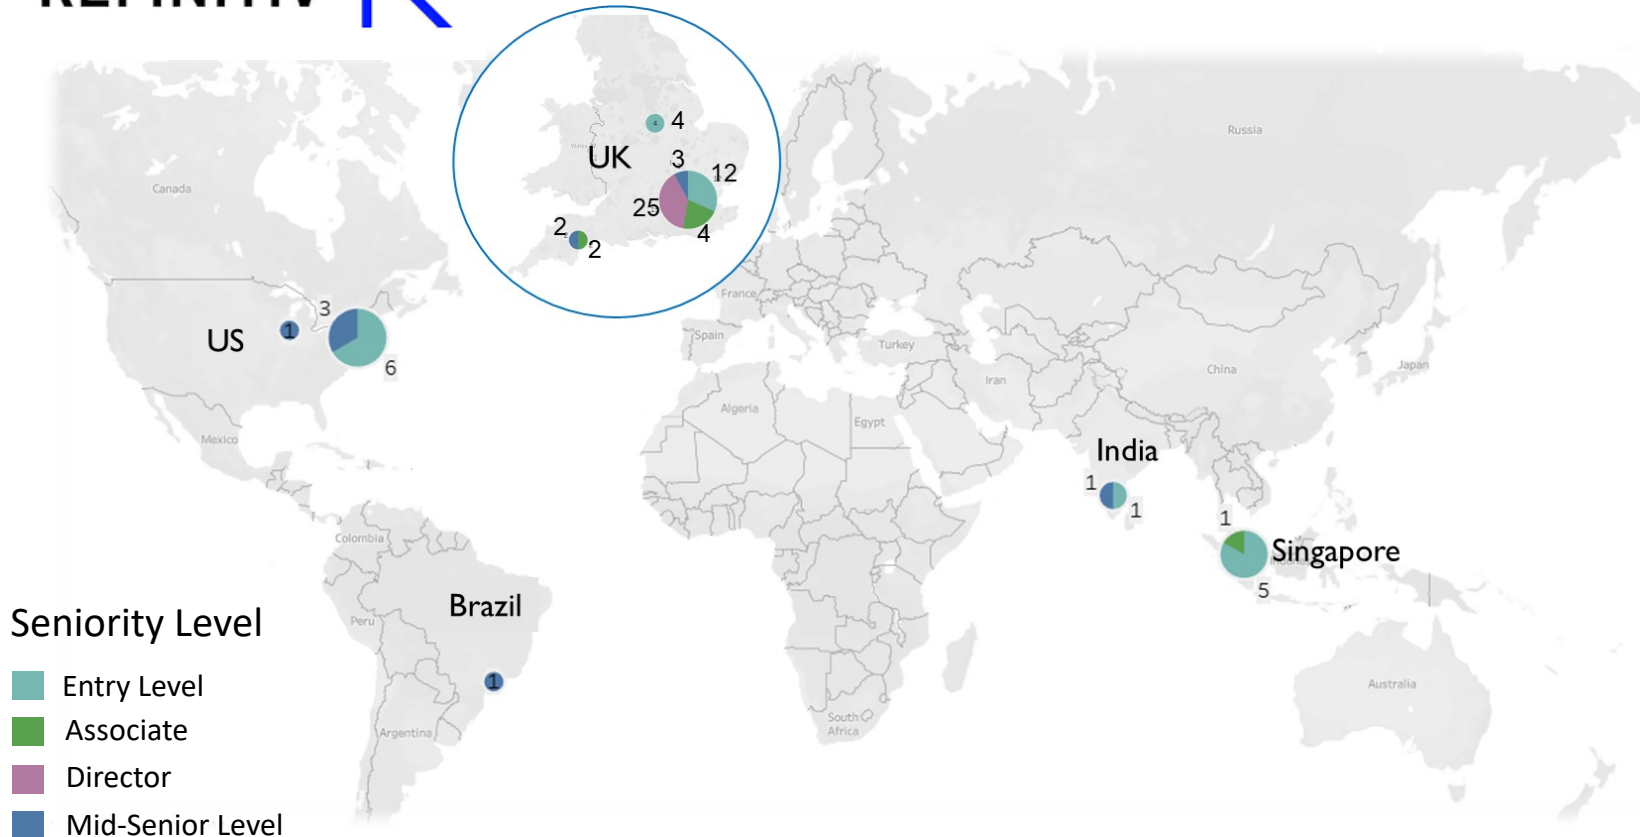 REFINITIV
Canada
Russia
Wales
UK
4
3
12
25
4
2
2
US
1
3
6
France
Spain
Turkey
Iran
China
Japan
Algeria
Egypt
Mexico
India
1
1
1
Singapore
5
Colombia
Brazil
Peru
1
Argentina
South
Africa
Australia
Seniority Level
Entry Level
Associate
Director
Mid-Senior Level